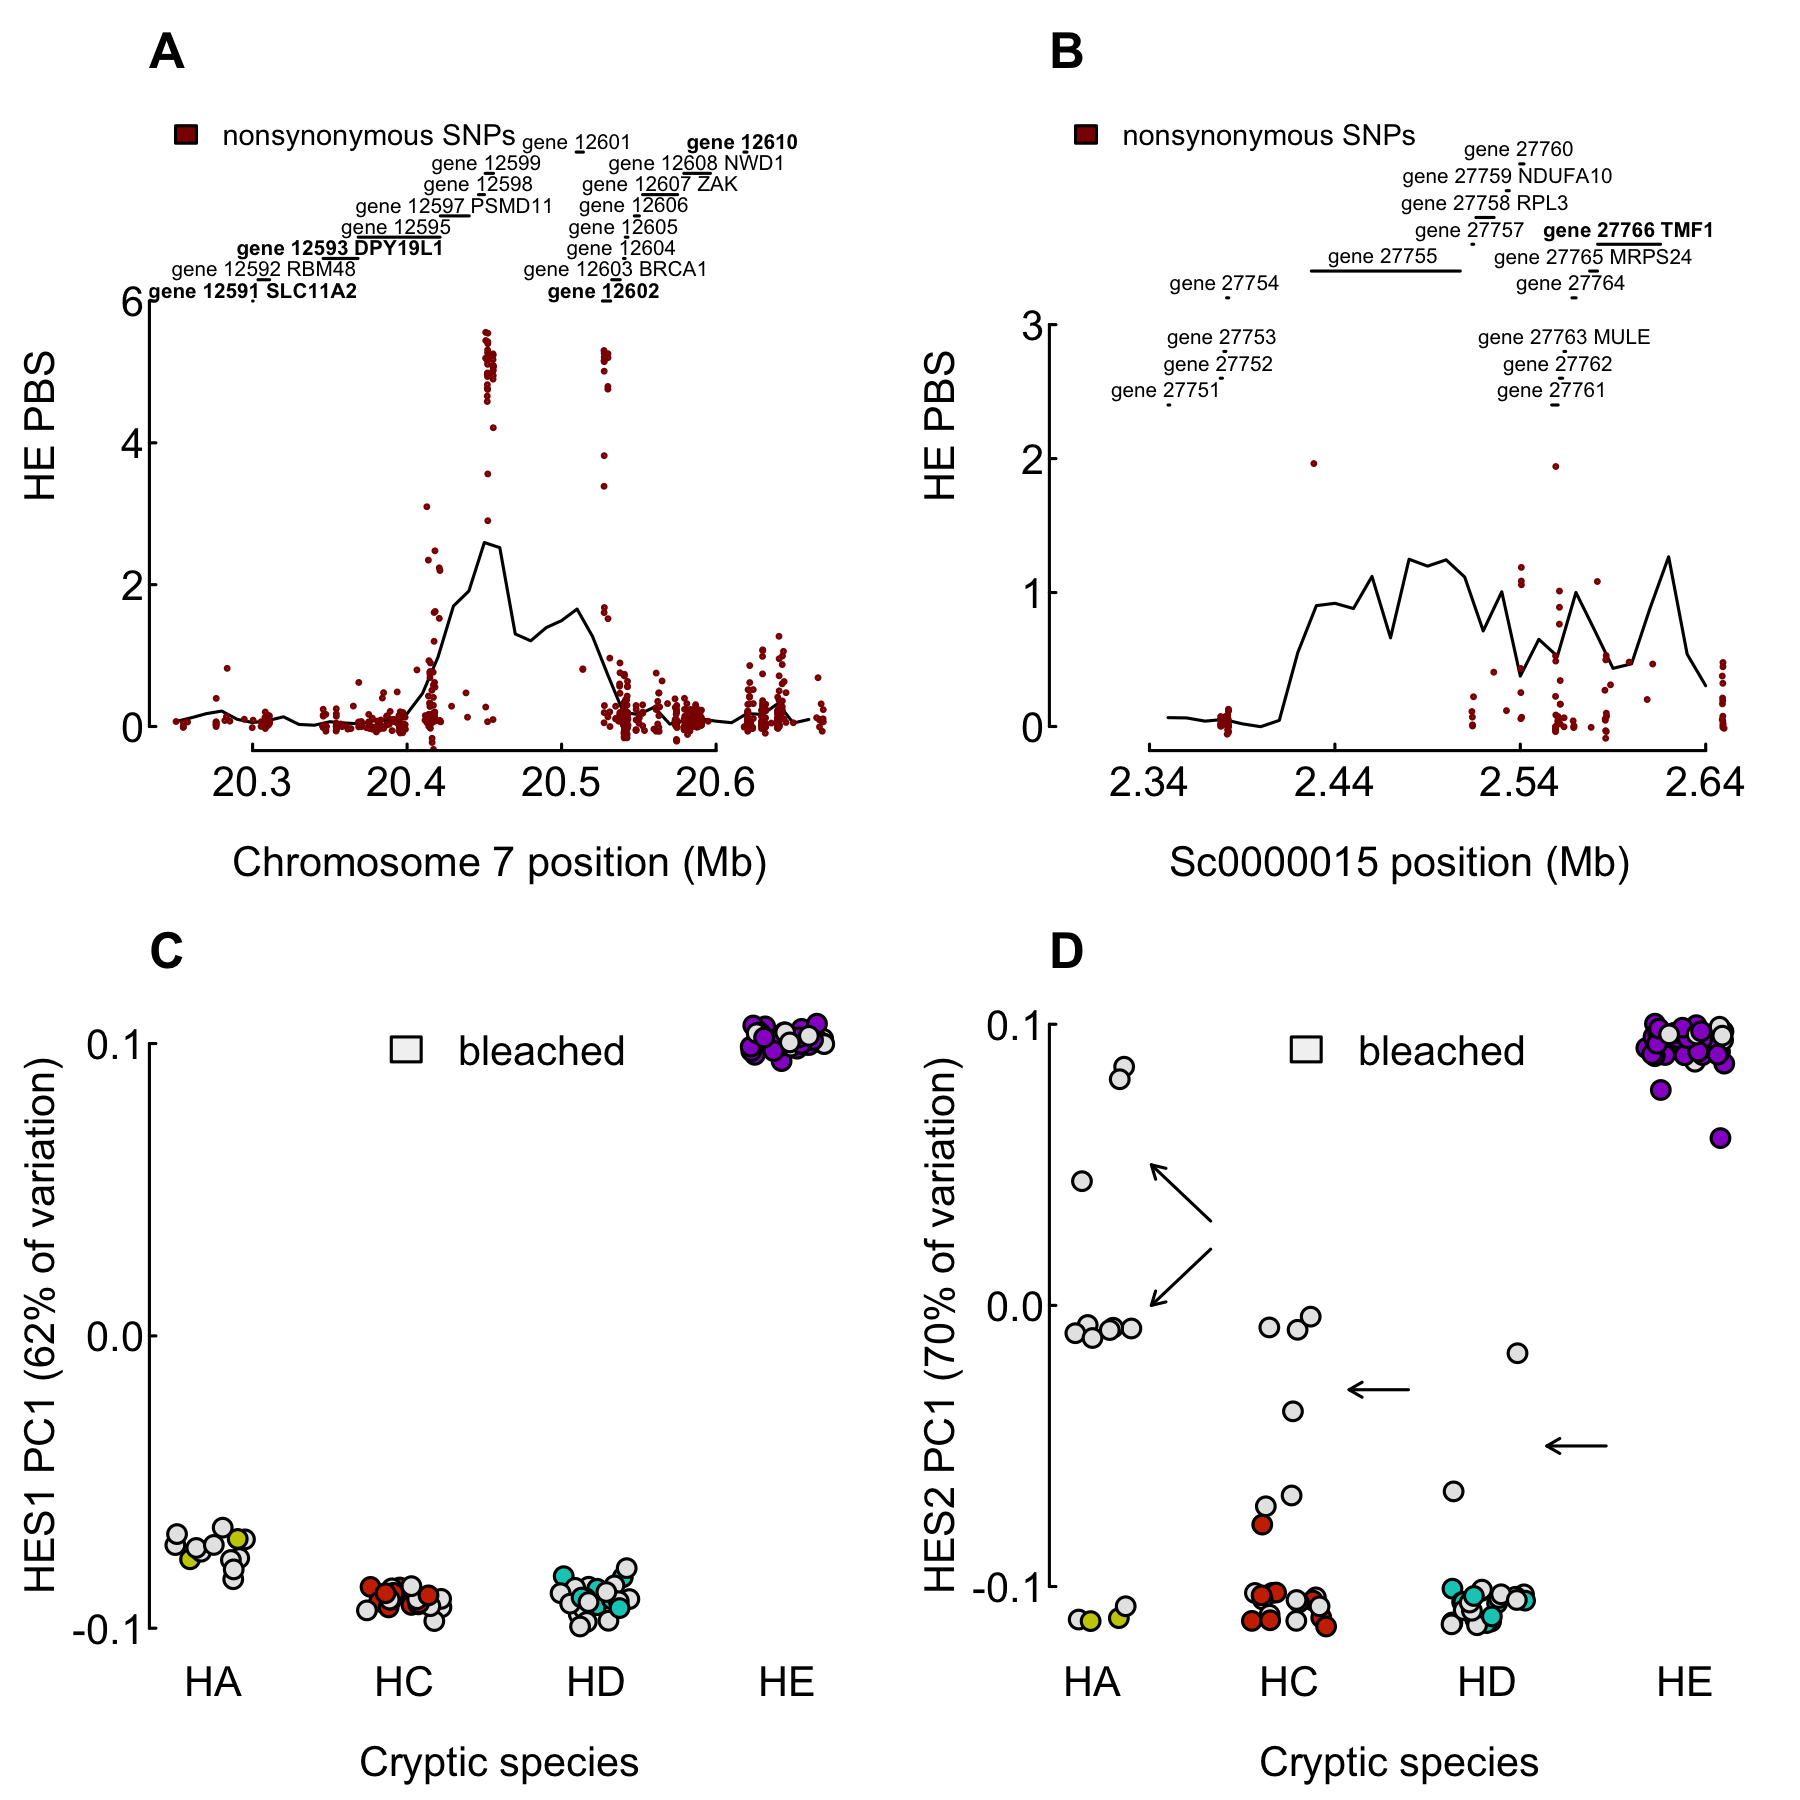 A
nonsynonymous SNPs
gene 12601
gene 12610
gene 12599
gene 12608 NWD1
gene 12598
gene 12607 ZAK
gene 12597 PSMD11
gene 12606
gene 12595
gene 12605
gene 12593 DPY19L1
gene 12604
gene 12592 RBM48
gene 12603 BRCA1
gene 12591 SLC11A2
gene 12602
HE PBS
6
4
2
0
20.3
20.4
20.5
20.6
Chromosome 7 position (Mb)
B
nonsynonymous SNPs
gene 27760
gene 27759 NDUFA10
gene 27758 RPL3
gene 27757
gene 27766 TMF1
gene 27755
gene 27765 MRPS24
gene 27754
gene 27764
gene 27753
gene 27763 MULE
gene 27752
gene 27762
gene 27751
gene 27761
HE PBS
3
2
1
0
2.34
2.44
2.54
2.64
Sc0000015 position (Mb)
C
bleached
HES1 PC1 (62% of variation)
0.1
0.0
-0.1
HA
HC
HD
HE
Cryptic species
D
bleached
HES2 PC1 (70% of variation)
0.1
0.0
-0.1
HA
HC
HD
HE
Cryptic species